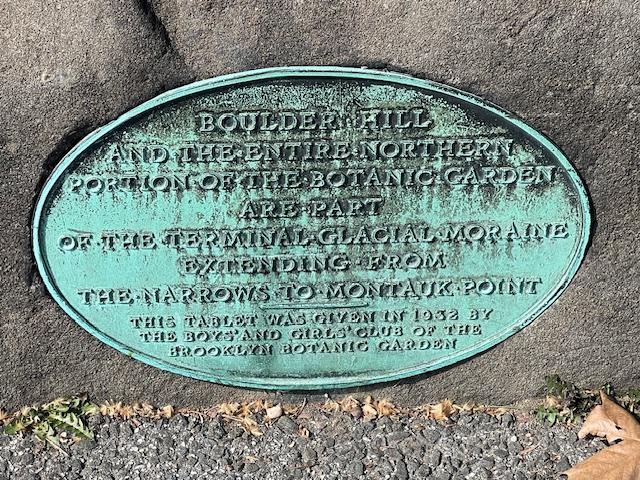 BOULDER HILL
AND·THE·ENTIRE·NORTHERN
PORTION·OF·THE·BOTANIC·GARDEN
ARE·PART
OF·THE·TERMINAL·GLACIAL·MORAINE
EXTENDING·FROM
THE·NARROWS·TO·MONTAUK·POINT
THIS TABLET WAS GIVEN IN 1932 BY
THE BOYS' AND GIRLS' CLUB OF THE
BROOKLYN BOTANIC GARDEN